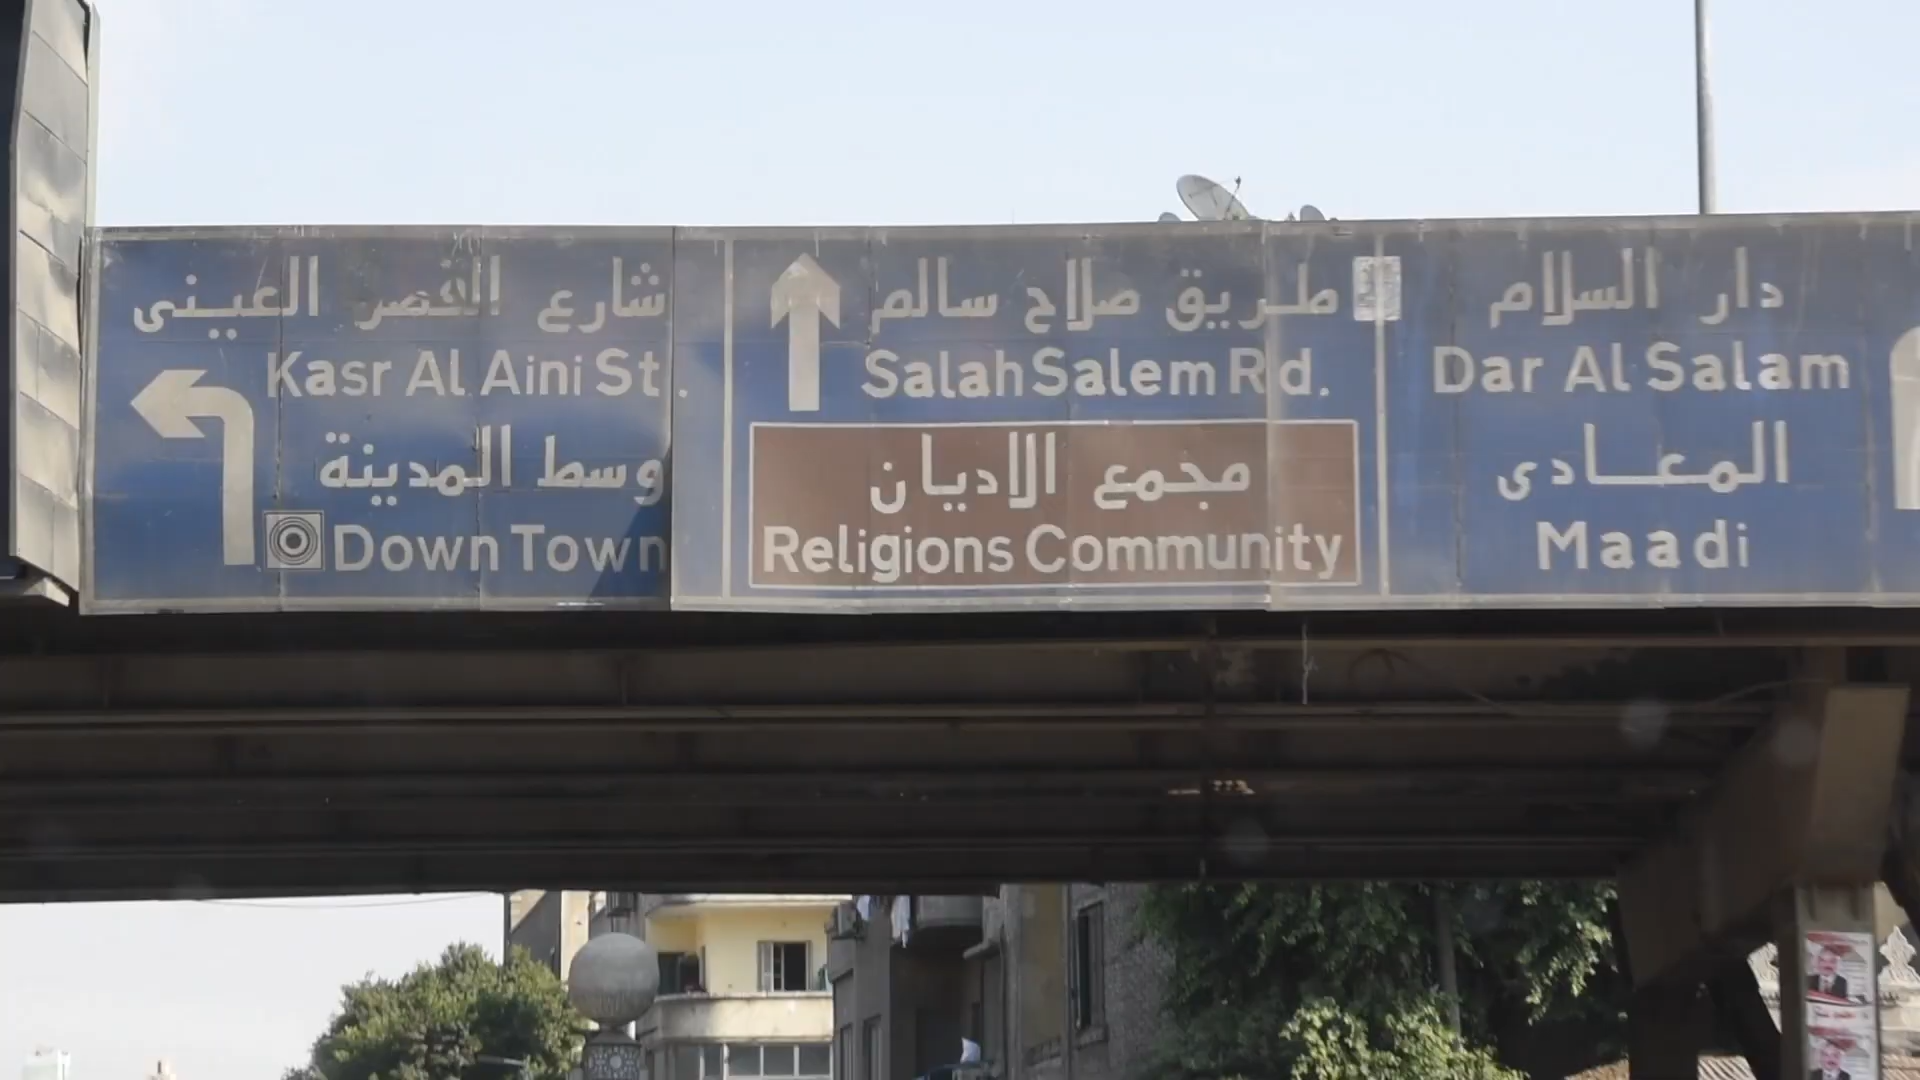 شارع القصر العينى
Kasr Al Aini St.
وسط المدينة
Down Town
طريق صلاح سالم
Salah Salem Rd.
مجمع الاديان
Religions Community
دار السلام
Dar Al Salam
المعادى
Maadi